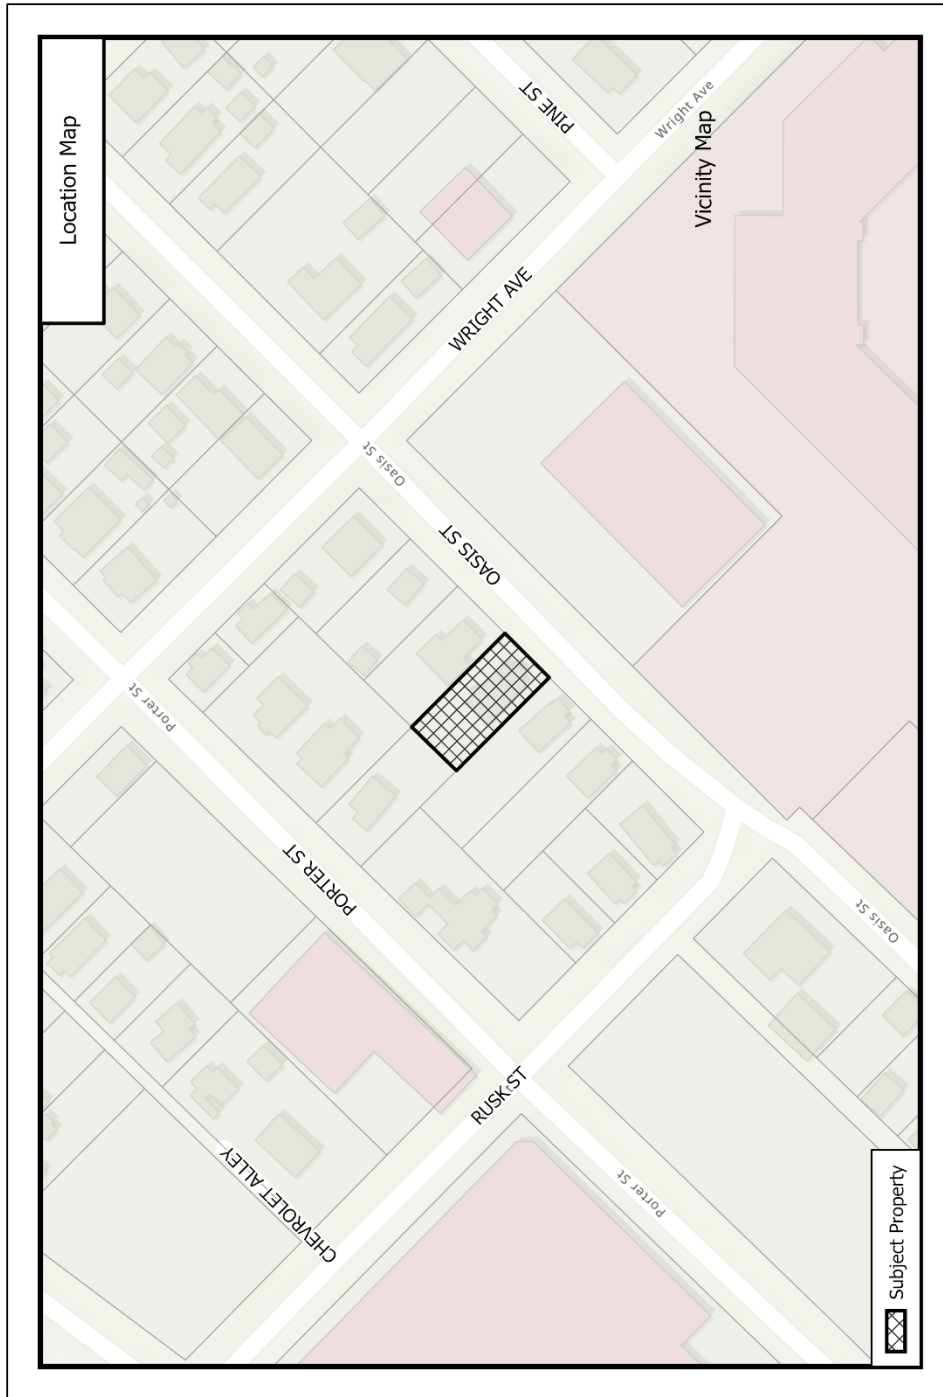 Location Map
Vicinity Map
PINE ST
Wright Ave
WRIGHT AVE
Oasis St
OASIS ST
Porter St
PORTER ST
Oasis St
RUSK ST
CHEVROLET ALLEY
Porter St
Subject Property